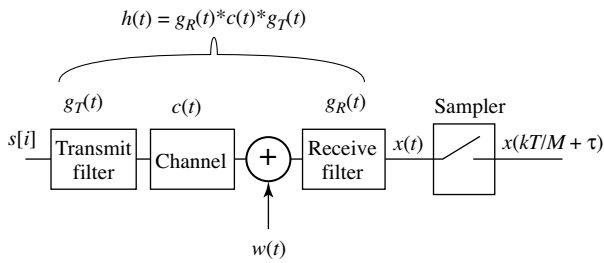 h(t) = g_R(t)*c(t)*g_T(t)
g_T(t)
c(t)
g_R(t)
Sampler
s[i]
Transmit
filter
Channel
+
Receive
filter
x(t)
x(kT/M + τ)
w(t)